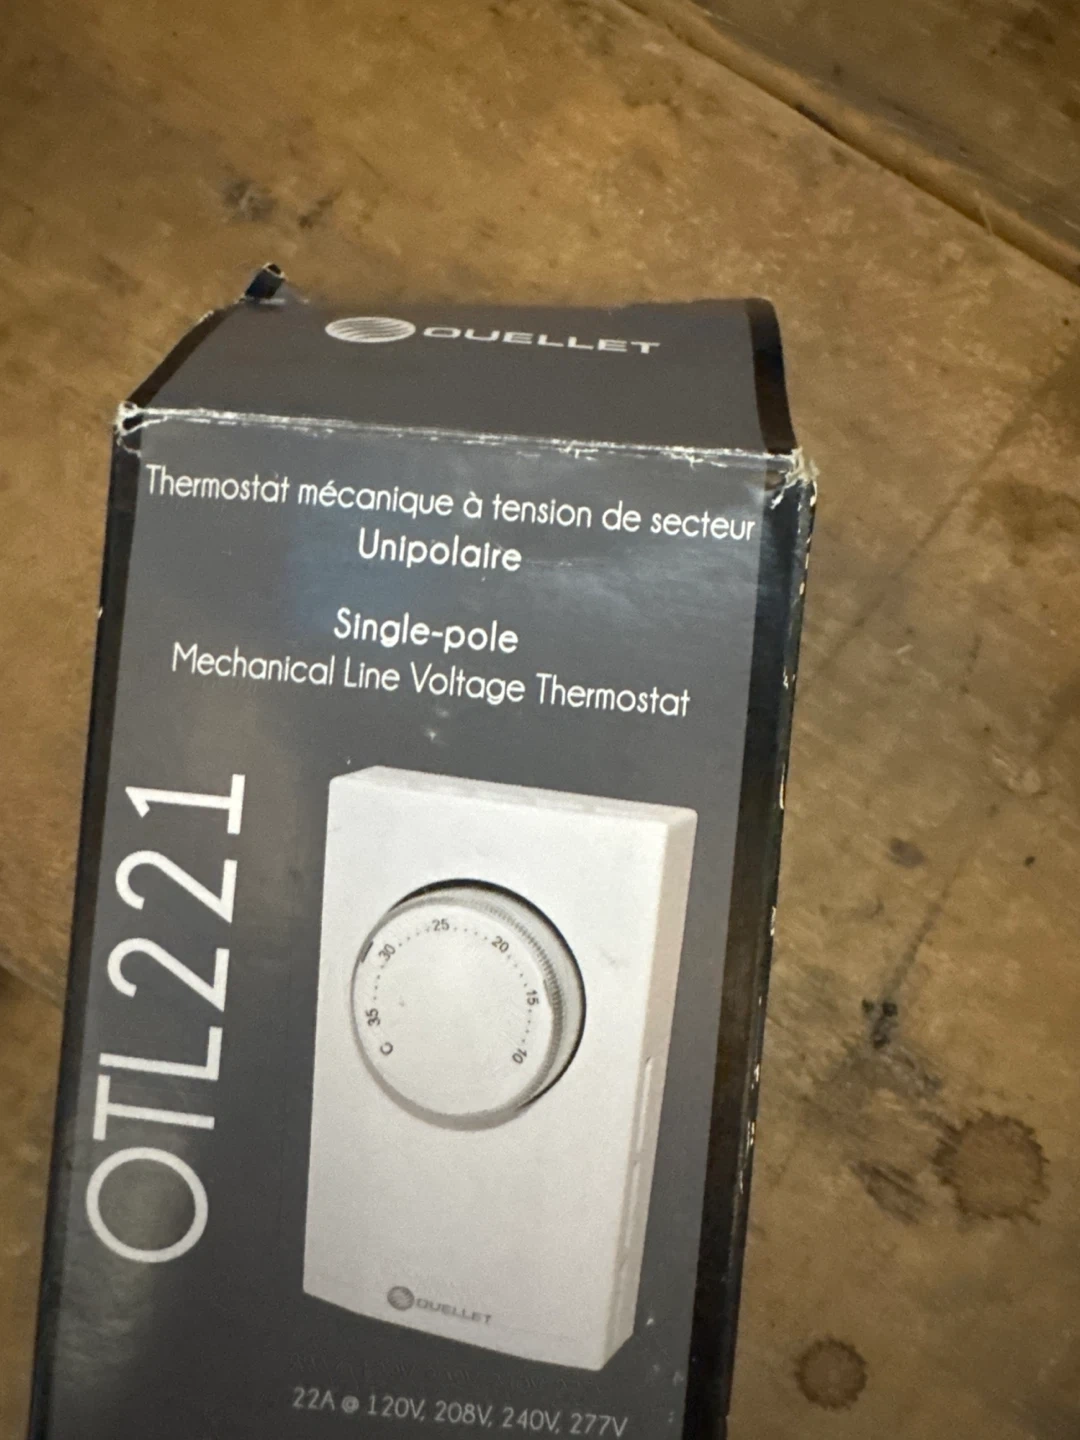 OUELLET
Thermostat mécanique à tension de secteur
Unipolaire
Single-pole
Mechanical Line Voltage Thermostat
OTL221
C 35 30 25 20 15 10
OUELLET
22A @ 120V, 208V, 240V, 277V